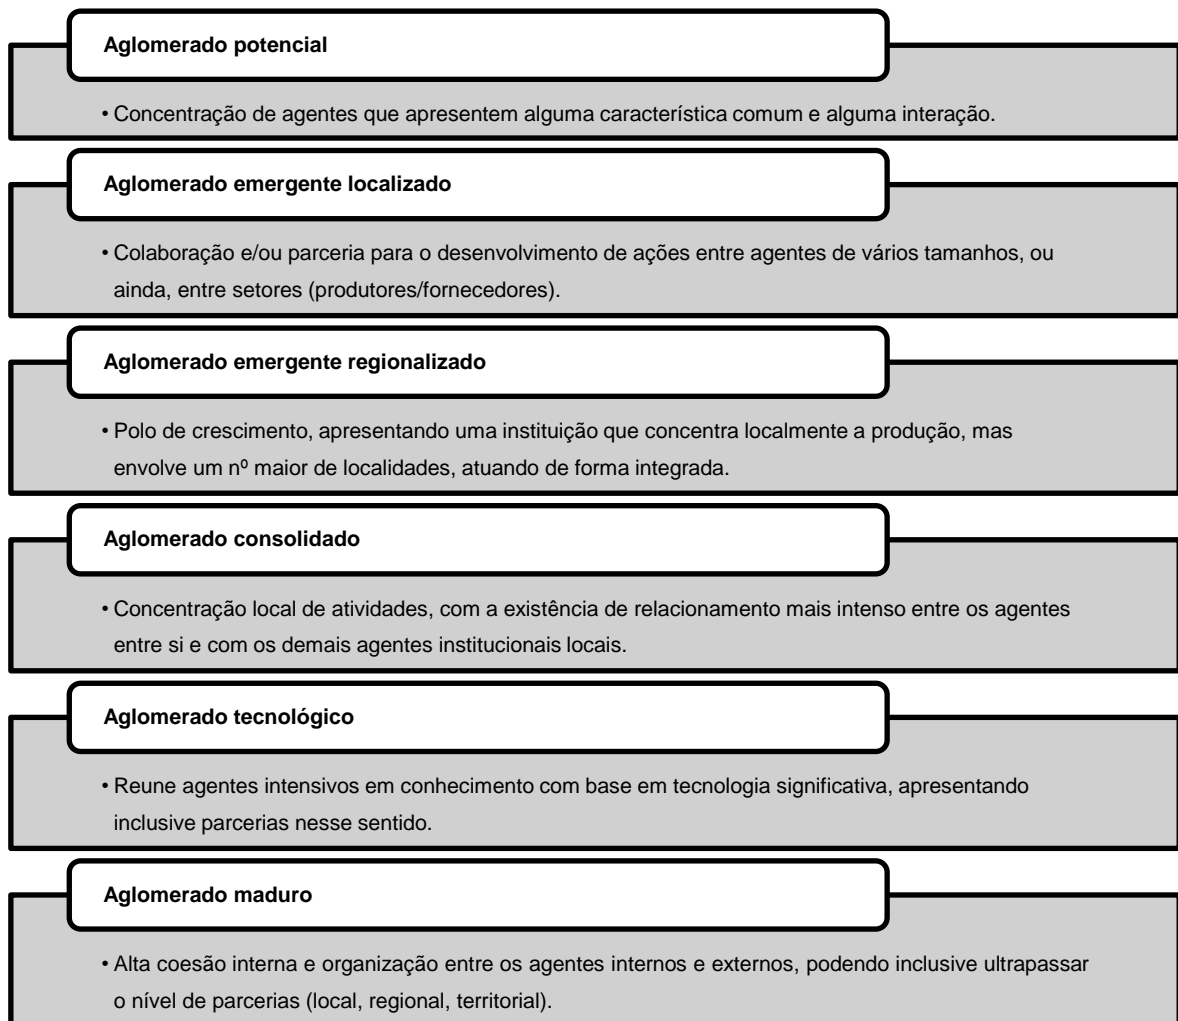 Aglomerado potencial
• Concentração de agentes que apresentem alguma característica comum e alguma interação.
Aglomerado emergente localizado
• Colaboração e/ou parceria para o desenvolvimento de ações entre agentes de vários tamanhos, ou
ainda, entre setores (produtores/fornecedores).
Aglomerado emergente regionalizado
• Polo de crescimento, apresentando uma instituição que concentra localmente a produção, mas
envolve um nº maior de localidades, atuando de forma integrada.
Aglomerado consolidado
• Concentração local de atividades, com a existência de relacionamento mais intenso entre os agentes
entre si e com os demais agentes institucionais locais.
Aglomerado tecnológico
• Reune agentes intensivos em conhecimento com base em tecnologia significativa, apresentando
inclusive parcerias nesse sentido.
Aglomerado maduro
• Alta coesão interna e organização entre os agentes internos e externos, podendo inclusive ultrapassar
o nível de parcerias (local, regional, territorial).